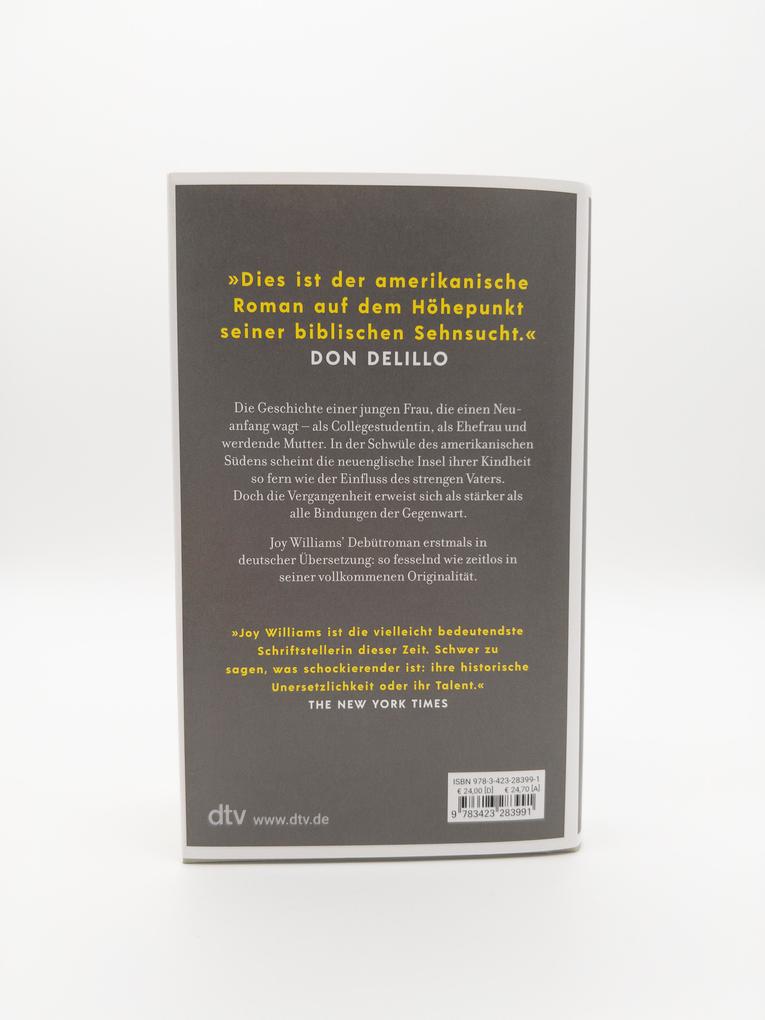 »Dies ist der amerikanische
Roman auf dem Höhepunkt
seiner biblischen Sehnsucht.«
DON DELILLO
Die Geschichte einer jungen Frau, die einen Neu-
anfang wagt – als Collegestudentin, als Ehefrau und
werdende Mutter. In der Schwüle des amerikanischen
Südens scheint die neuenglische Insel ihrer Kindheit
so fern wie der Einfluss des strengen Vaters.
Doch die Vergangenheit erweist sich als stärker als
alle Bindungen der Gegenwart.
Joy Williams’ Debütroman erstmals in
deutscher Übersetzung: so fesselnd wie zeitlos in
seiner vollkommenen Originalität.
»Joy Williams ist die vielleicht bedeutendste
Schriftstellerin dieser Zeit. Schwer zu
sagen, was schockierender ist: ihre historische
Unersetzlichkeit oder ihr Talent.«
THE NEW YORK TIMES
ISBN 978-3-423-28399-1
€ 24,00 [D] € 24,70 [A]
9 783423 283991
dtv www.dtv.de